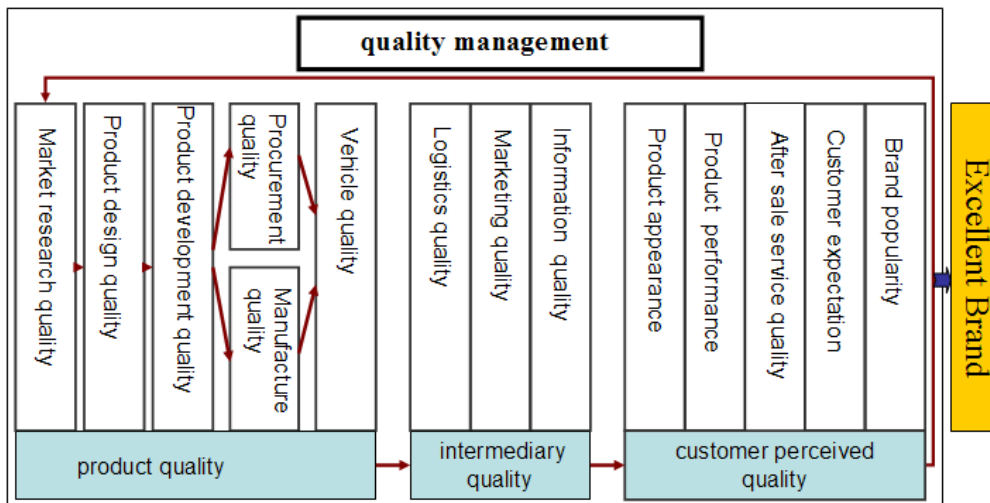 quality management
Market research quality
Product design quality
Product development quality
Procurement
quality
Manufacture
quality
Vehicle quality
Logistics quality
Marketing quality
Information quality
Product appearance
Product performance
After sale service quality
Customer expectation
Brand popularity
Excellent Brand
product quality
intermediary
quality
customer perceived
quality